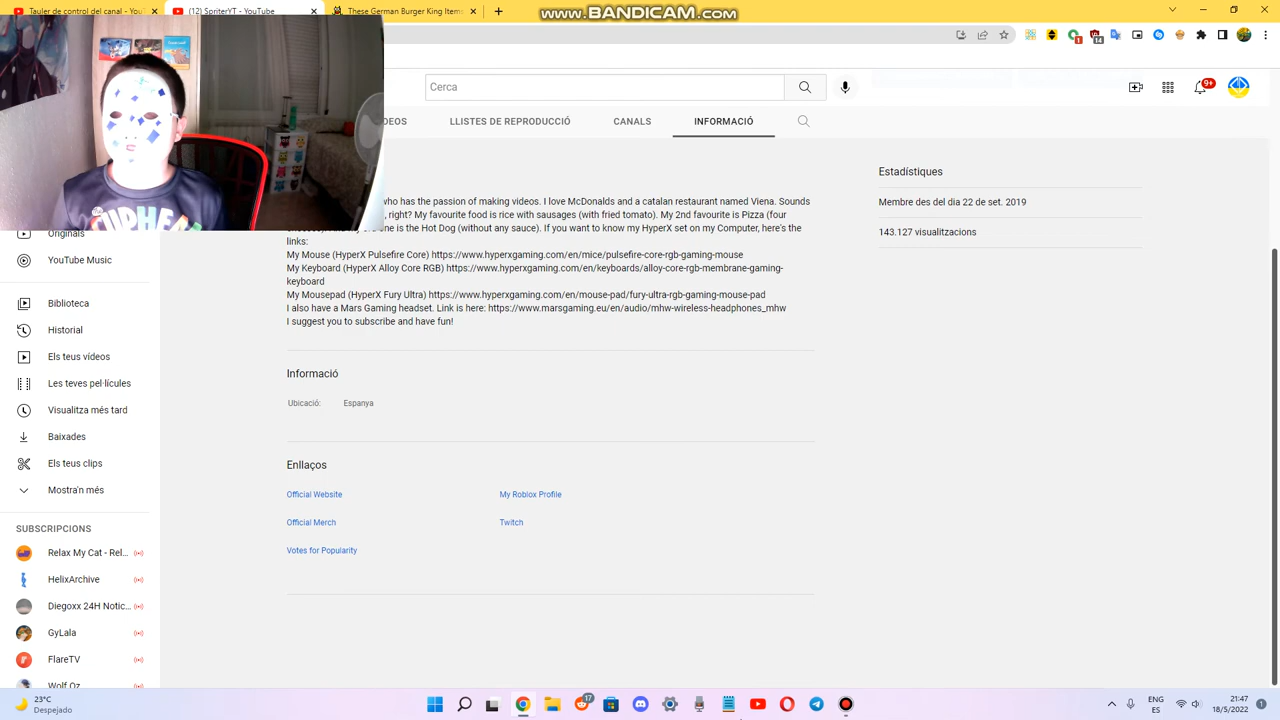 www.BANDICAM.com
Tauler de control del canal - You
(12) SpriterYT - YouTube
These German Burger King Items
1
14
Cerca
9+
LLISTES DE REPRODUCCIÓ
CANALS
INFORMACIÓ
who has the passion of making videos. I love McDonalds and a catalan restaurant named Viena. Sounds
, right? My favourite food is rice with sausages (with fried tomato). My 2nd favourite is Pizza (four
is the Hot Dog (without any sauce). If you want to know my HyperX set on my Computer, here's the
links:
My Mouse (HyperX Pulsefire Core) https://www.hyperxgaming.com/en/mice/pulsefire-core-rgb-gaming-mouse
My Keyboard (HyperX Alloy Core RGB) https://www.hyperxgaming.com/en/keyboards/alloy-core-rgb-membrane-gaming-
keyboard
My Mousepad (HyperX Fury Ultra) https://www.hyperxgaming.com/en/mouse-pad/fury-ultra-rgb-gaming-mouse-pad
I also have a Mars Gaming headset. Link is here: https://www.marsgaming.eu/en/audio/mhw-wireless-headphones_mhw
I suggest you to subscribe and have fun!
Informació
Ubicació: Espanya
Enllaços
Official Website
My Roblox Profile
Official Merch
Twitch
Votes for Popularity
Estadístiques
Membre des del dia 22 de set. 2019
143.127 visualitzacions
Originals
YouTube Music
Biblioteca
Historial
Els teus vídeos
Les teves pel·lícules
Visualitza més tard
Baixades
Els teus clips
Mostra'n més
SUBSCRIPCIONS
Relax My Cat - Rel...
HelixArchive
Diegoxx 24H Notic...
GyLala
FlareTV
Wolf Oz
23°C
Despejado
17
ENG
ES
21:47
18/5/2022
1